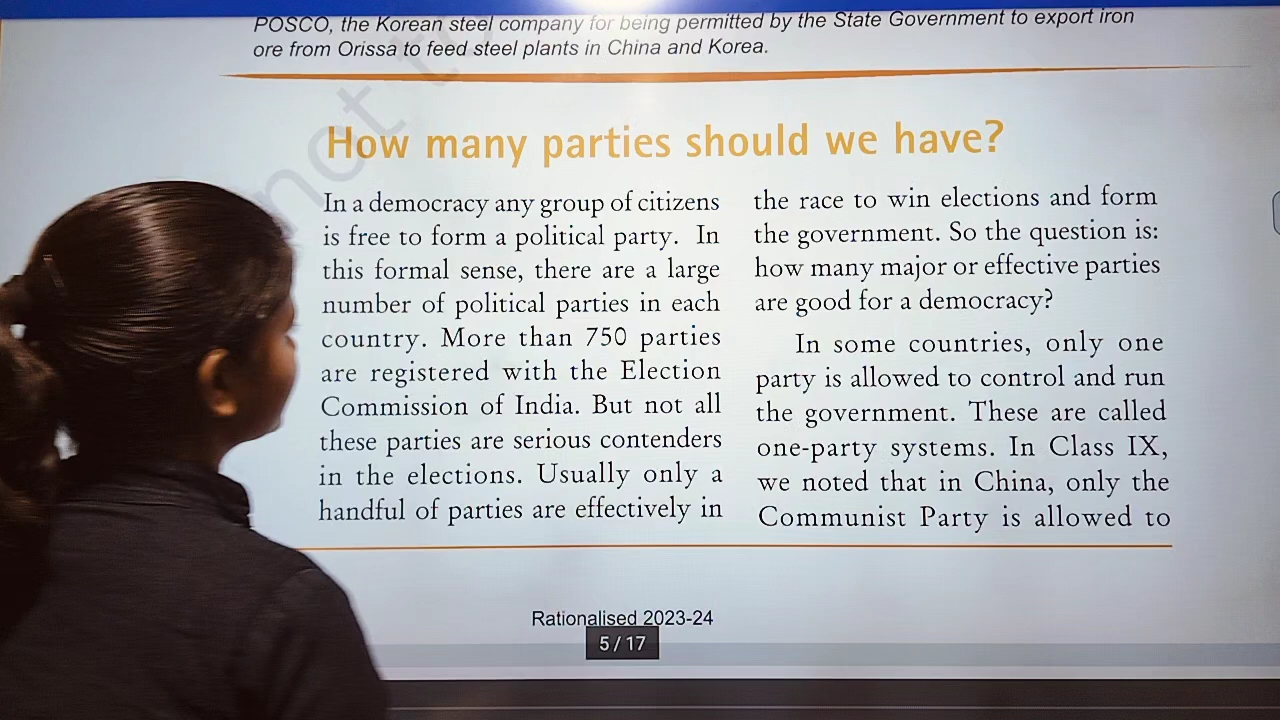 POSCO, the Korean steel company for being permitted by the State Government to export iron
ore from Orissa to feed steel plants in China and Korea.
not t
How many parties should we have?
In a democracy any group of citizens
is free to form a political party. In
this formal sense, there are a large
number of political parties in each
country. More than 750 parties
are registered with the Election
Commission of India. But not all
these parties are serious contenders
in the elections. Usually only a
handful of parties are effectively in
the race to win elections and form
the government. So the question is:
how many major or effective parties
are good for a democracy?
In some countries, only one
party is allowed to control and run
the government. These are called
one-party systems. In Class IX,
we noted that in China, only the
Communist Party is allowed to
Rationalised 2023-24
5 / 17